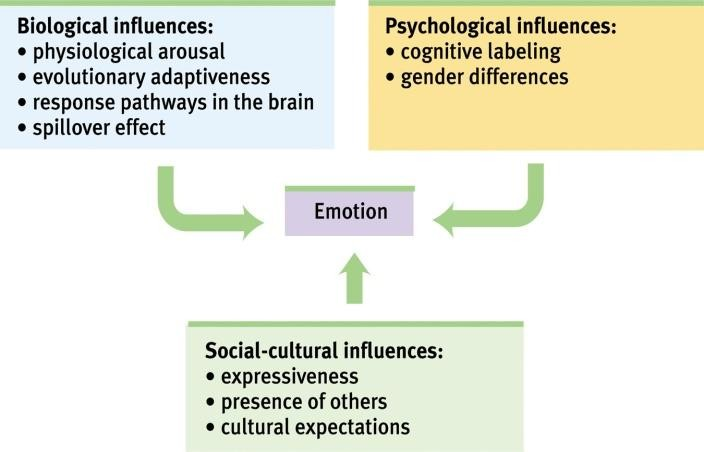 Biological influences:
• physiological arousal
• evolutionary adaptiveness
• response pathways in the brain
• spillover effect
Psychological influences:
• cognitive labeling
• gender differences
Emotion
Social-cultural influences:
• expressiveness
• presence of others
• cultural expectations